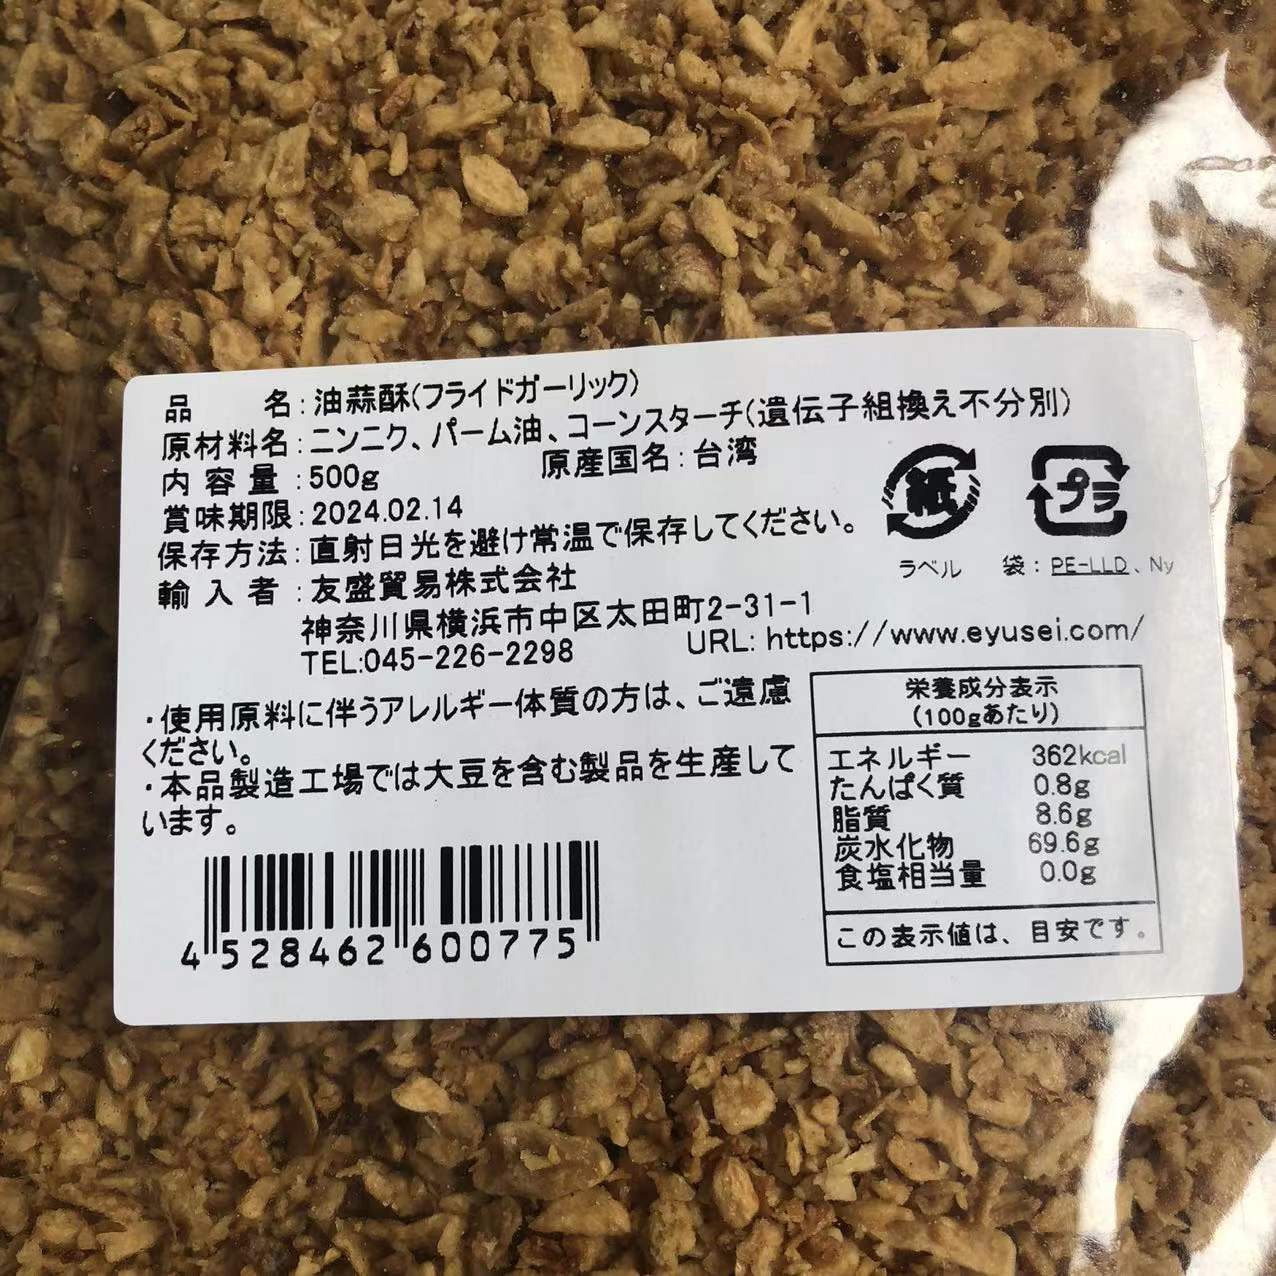 品　　名：油蒜酥(フライドガーリック)
原材料名：ニンニク、パーム油、コーンスターチ(遺伝子組換え不分別)
内容量：500g　原産国名：台湾
賞味期限：2024.02.14
保存方法：直射日光を避け常温で保存してください。
輸入者：友盛貿易株式会社
神奈川県横浜市中区太田町2-31-1
TEL:045-226-2298　URL: https://www.eyusei.com/
紙
ラベル
プラ
袋：PE-LLD、Ny
・使用原料に伴うアレルギー体質の方は、ご遠慮
ください。
・本品製造工場では大豆を含む製品を生産して
います。
4528462600775
栄養成分表示
(100gあたり)
エネルギー 362kcal
たんぱく質 0.8g
脂質 8.6g
炭水化物 69.6g
食塩相当量 0.0g
この表示値は、目安です。